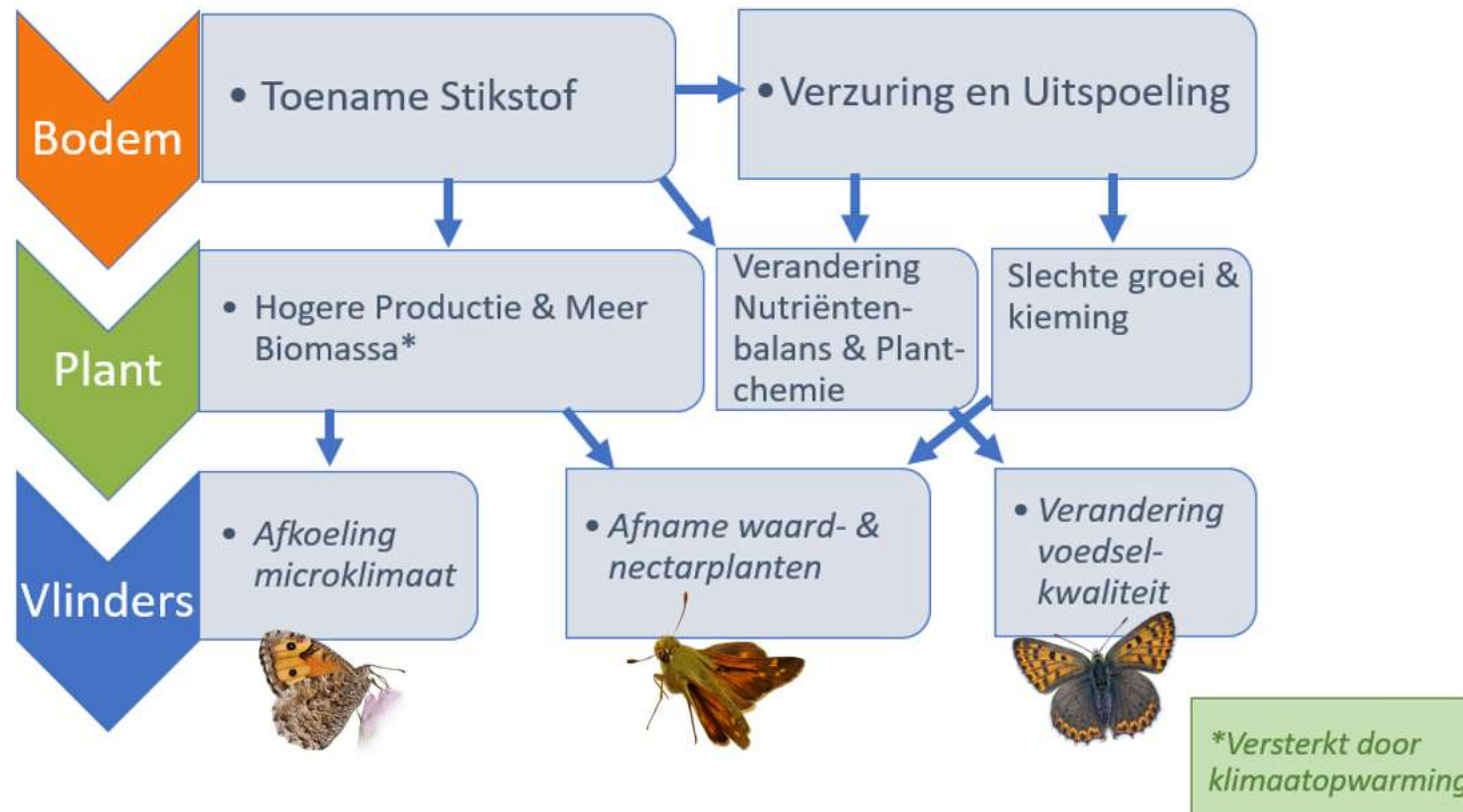 Bodem
• Toename Stikstof
• Verzuring en Uitspoeling
Plant
• Hogere Productie & Meer
Biomassa*
Verandering
Nutriënten-
balans & Plant-
chemie
Slechte groei &
kieming
Vlinders
• Afkoeling
microklimaat
• Afname waard- &
nectarplanten
• Verandering
voedsel-
kwaliteit
*Versterkt door
klimaatopwarming